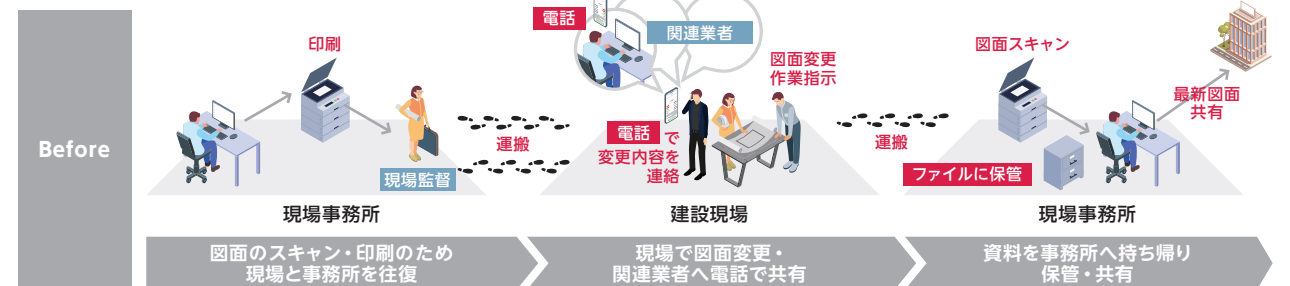 Before
印刷
現場監督
現場事務所
運搬
電話
関連業者
図面変更
作業指示
電話 で
変更内容を
連絡
建設現場
運搬
図面スキャン
最新図面
共有
ファイルに保管
現場事務所
図面のスキャン・印刷のため
現場と事務所を往復
現場で図面変更・
関連業者へ電話で共有
資料を事務所へ持ち帰り
保管・共有